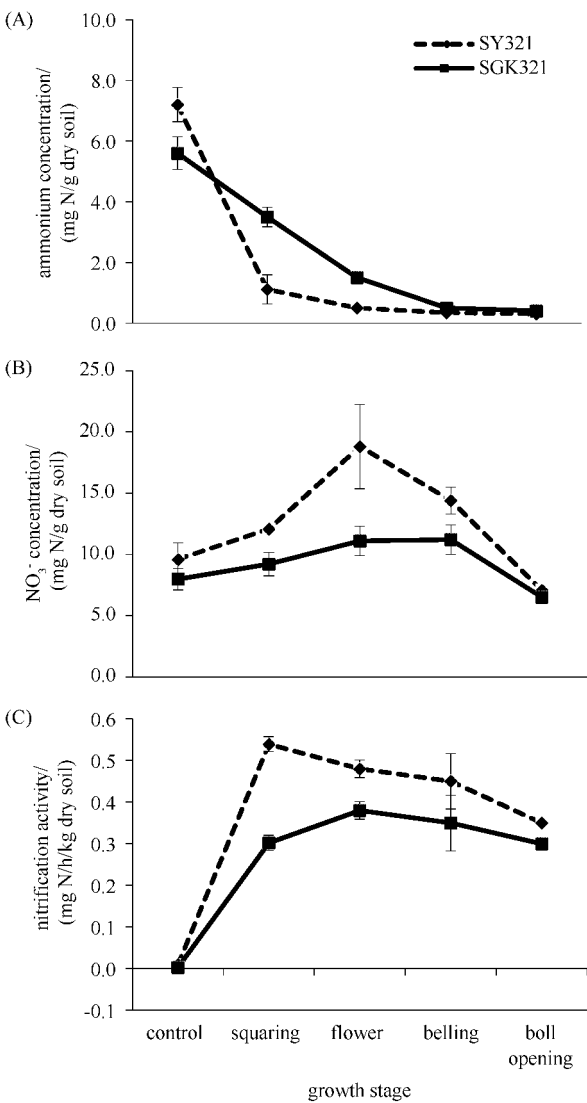 (A)
10.0
8.0
6.0
4.0
2.0
0.0
ammonium concentration/
(mg N/g dry soil)
SY321
SGK321
(B)
25.0
20.0
15.0
10.0
5.0
0.0
NO₃⁻ concentration/
(mg N/g dry soil)
(C)
0.6
0.5
0.4
0.3
0.2
0.1
0.0
-0.1
nitrification activity/
(mg N/h/kg dry soil)
control squaring flower belling boll
opening
growth stage